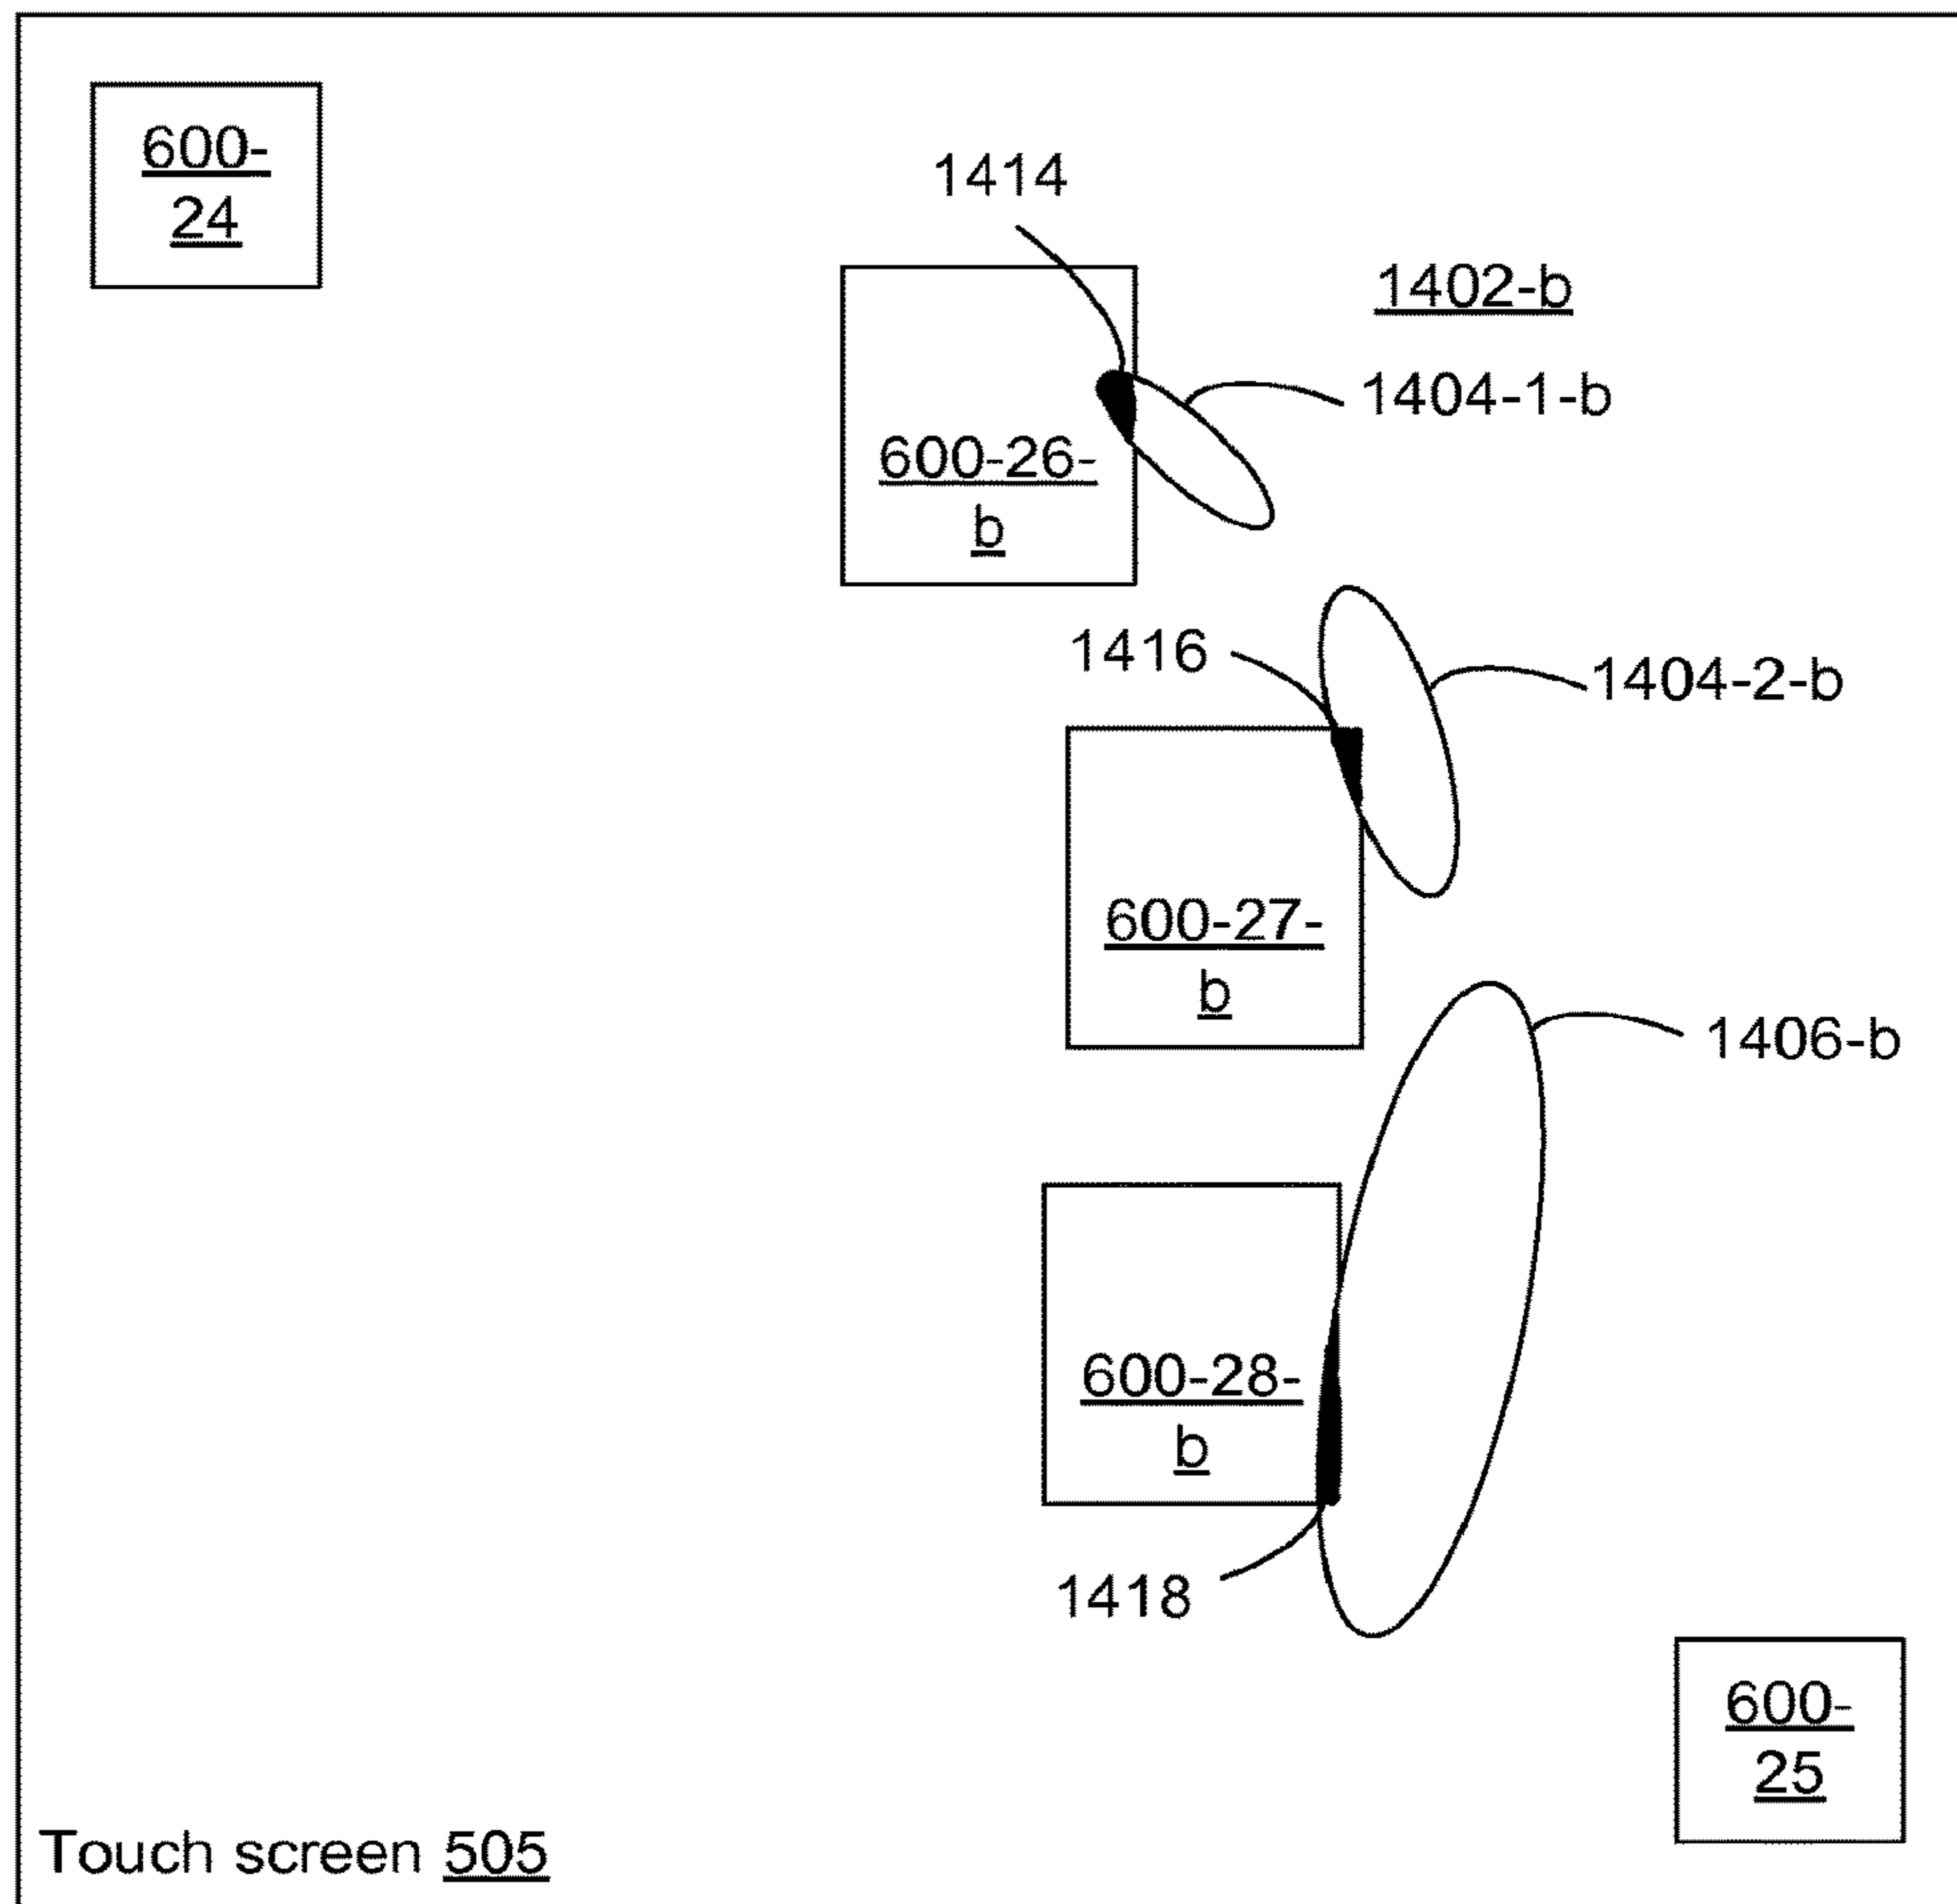 600-
24
1414
1402-b
1404-1-b
600-26-
b
1416
1404-2-b
600-27-
b
1406-b
600-28-
b
1418
600-
25
Touch screen 505